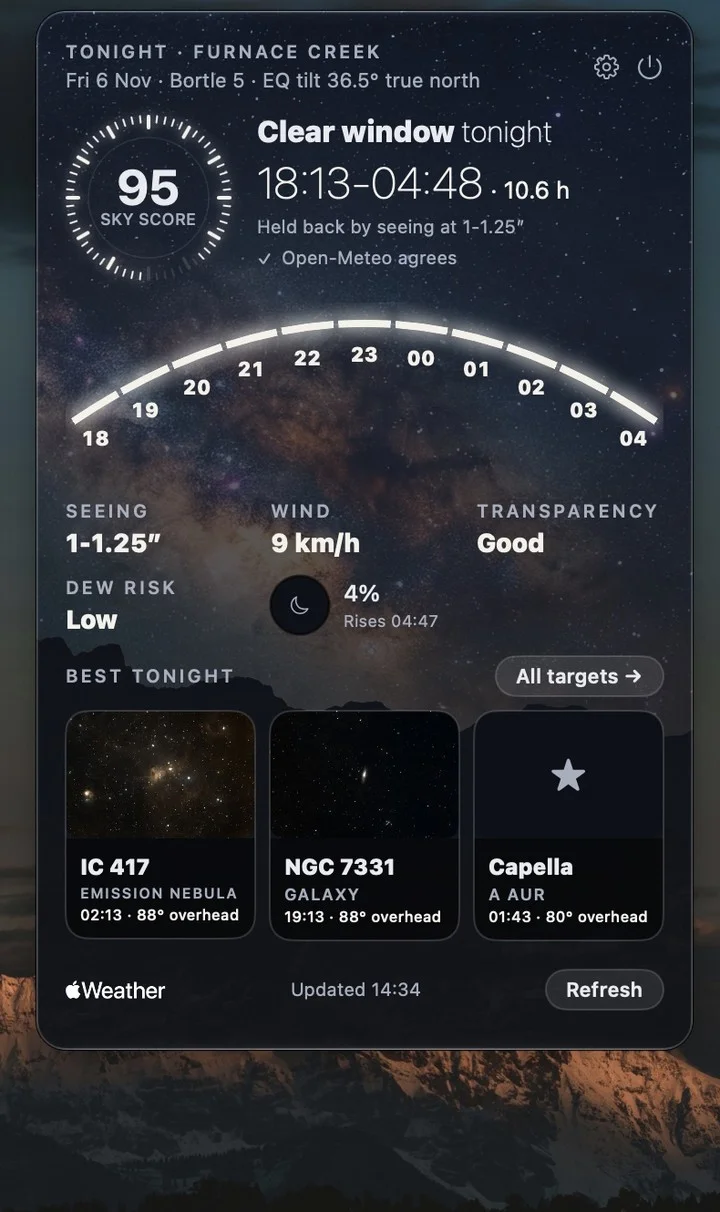 TONIGHT · FURNACE CREEK
Fri 6 Nov · Bortle 5 · EQ tilt 36.5° true north
95
SKY SCORE
Clear window tonight
18:13–04:48 · 10.6 h
Held back by seeing at 1-1.25″
✓ Open-Meteo agrees
18 19 20 21 22 23 00 01 02 03 04
SEEING
1-1.25″
WIND
9 km/h
TRANSPARENCY
Good
DEW RISK
Low
4%
Rises 04:47
BEST TONIGHT
All targets →
IC 417
EMISSION NEBULA
02:13 · 88° overhead
NGC 7331
GALAXY
19:13 · 88° overhead
Capella
A AUR
01:43 · 80° overhead
Weather
Updated 14:34
Refresh